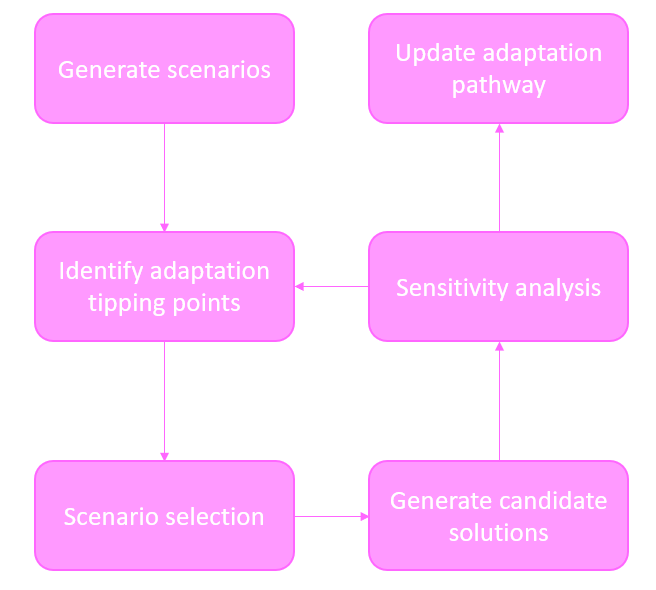 Generate scenarios
Update adaptation
pathway
Identify adaptation
tipping points
Sensitivity analysis
Scenario selection
Generate candidate
solutions